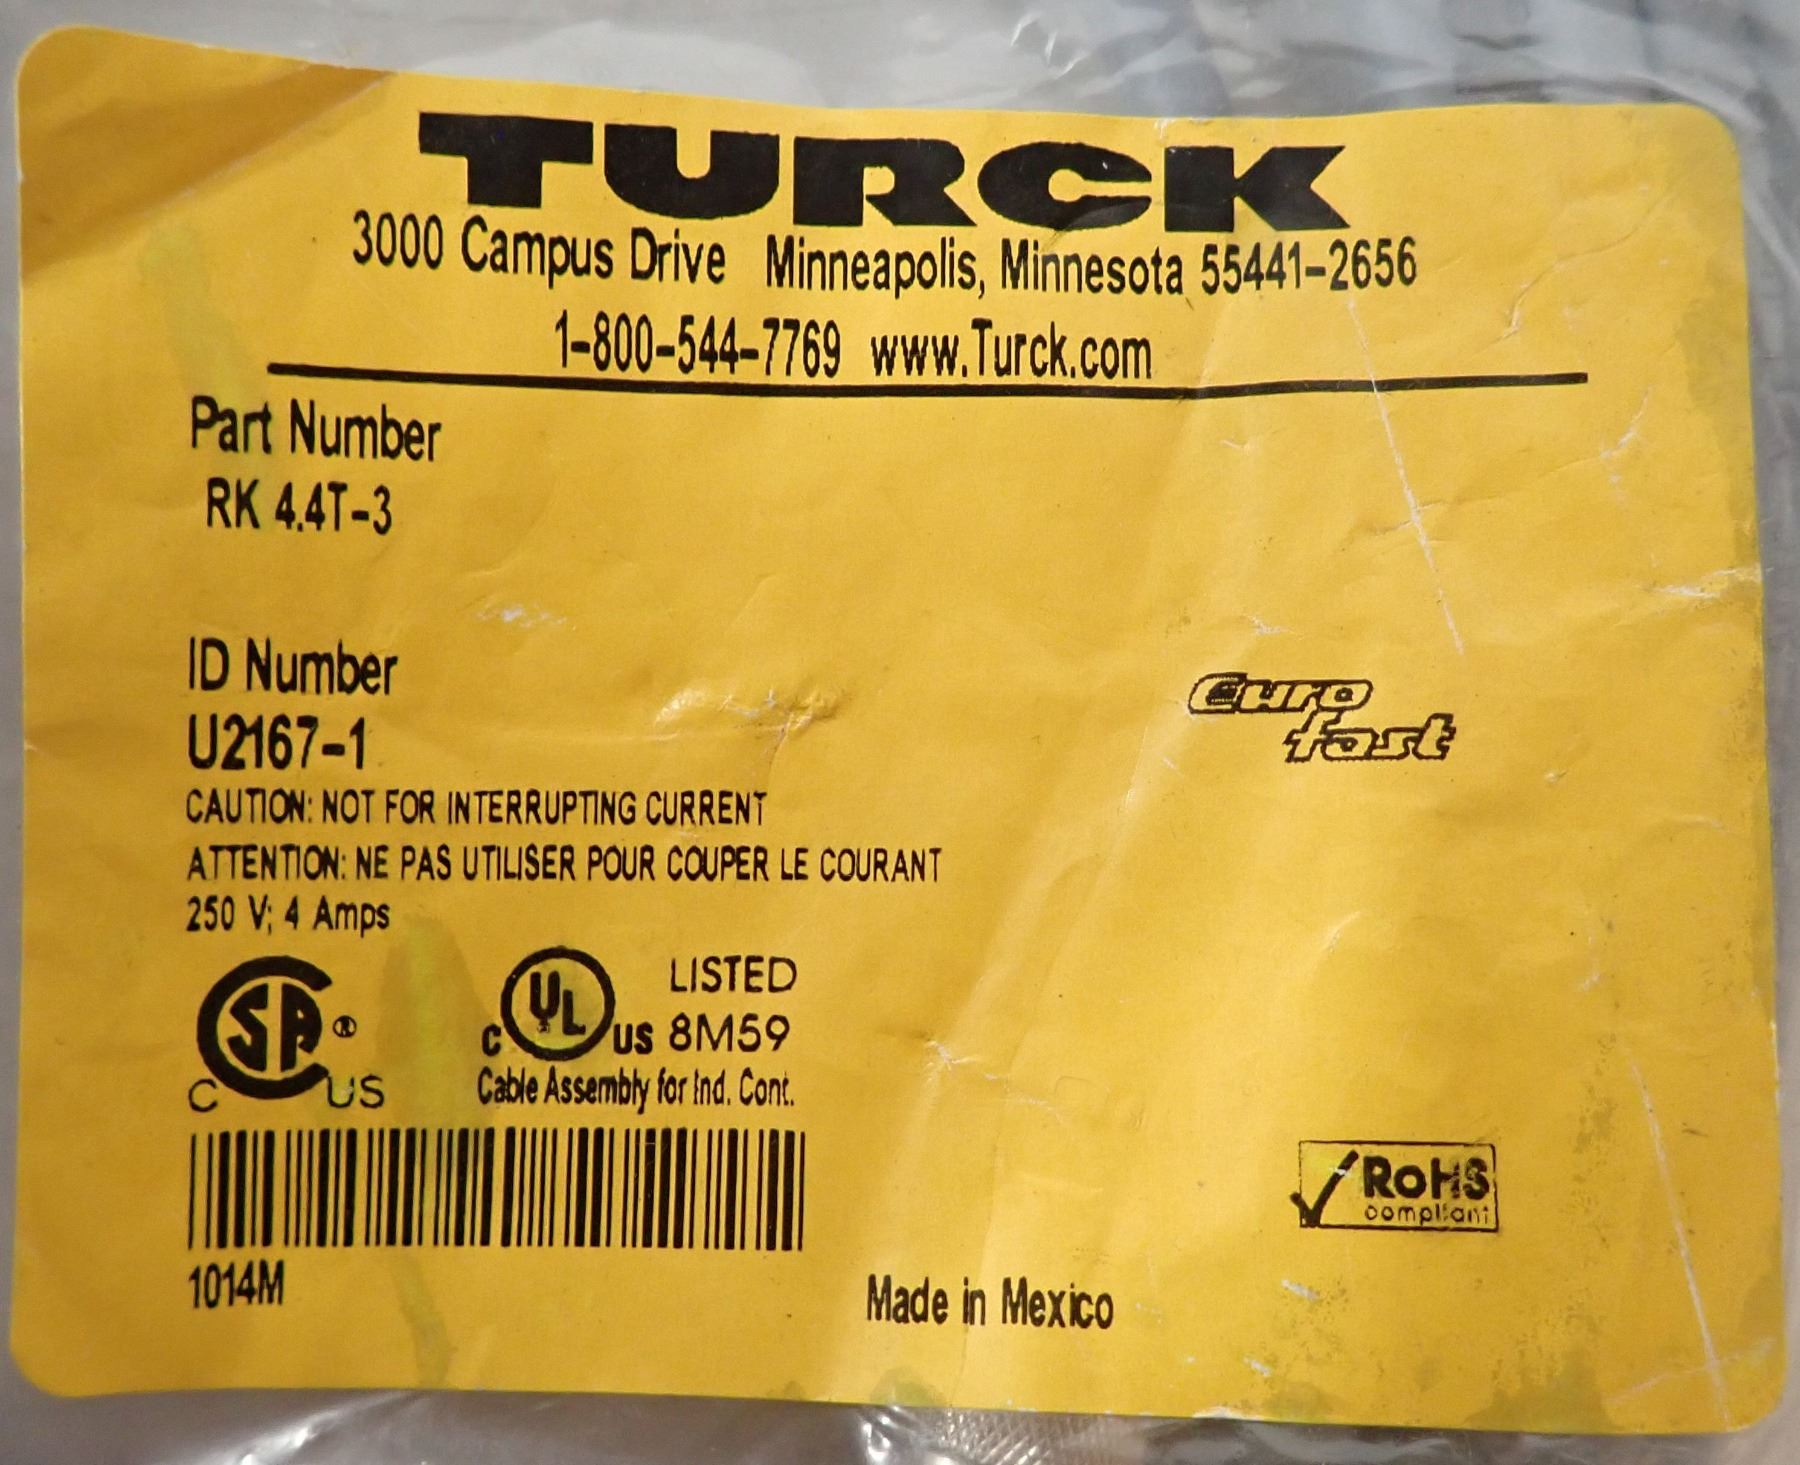 TURCK
3000 Campus Drive Minneapolis, Minnesota 55441-2656
1-800-544-7769 www.Turck.com
Part Number
RK 4.4T-3
ID Number
U2167-1
Euro
fast
CAUTION: NOT FOR INTERRUPTING CURRENT
ATTENTION: NE PAS UTILISER POUR COUPER LE COURANT
250 V; 4 Amps
SA ®
C US
LISTED
C UL US 8M59
Cable Assembly for Ind. Cont.
RoHS
compliant
1014M
Made in Mexico